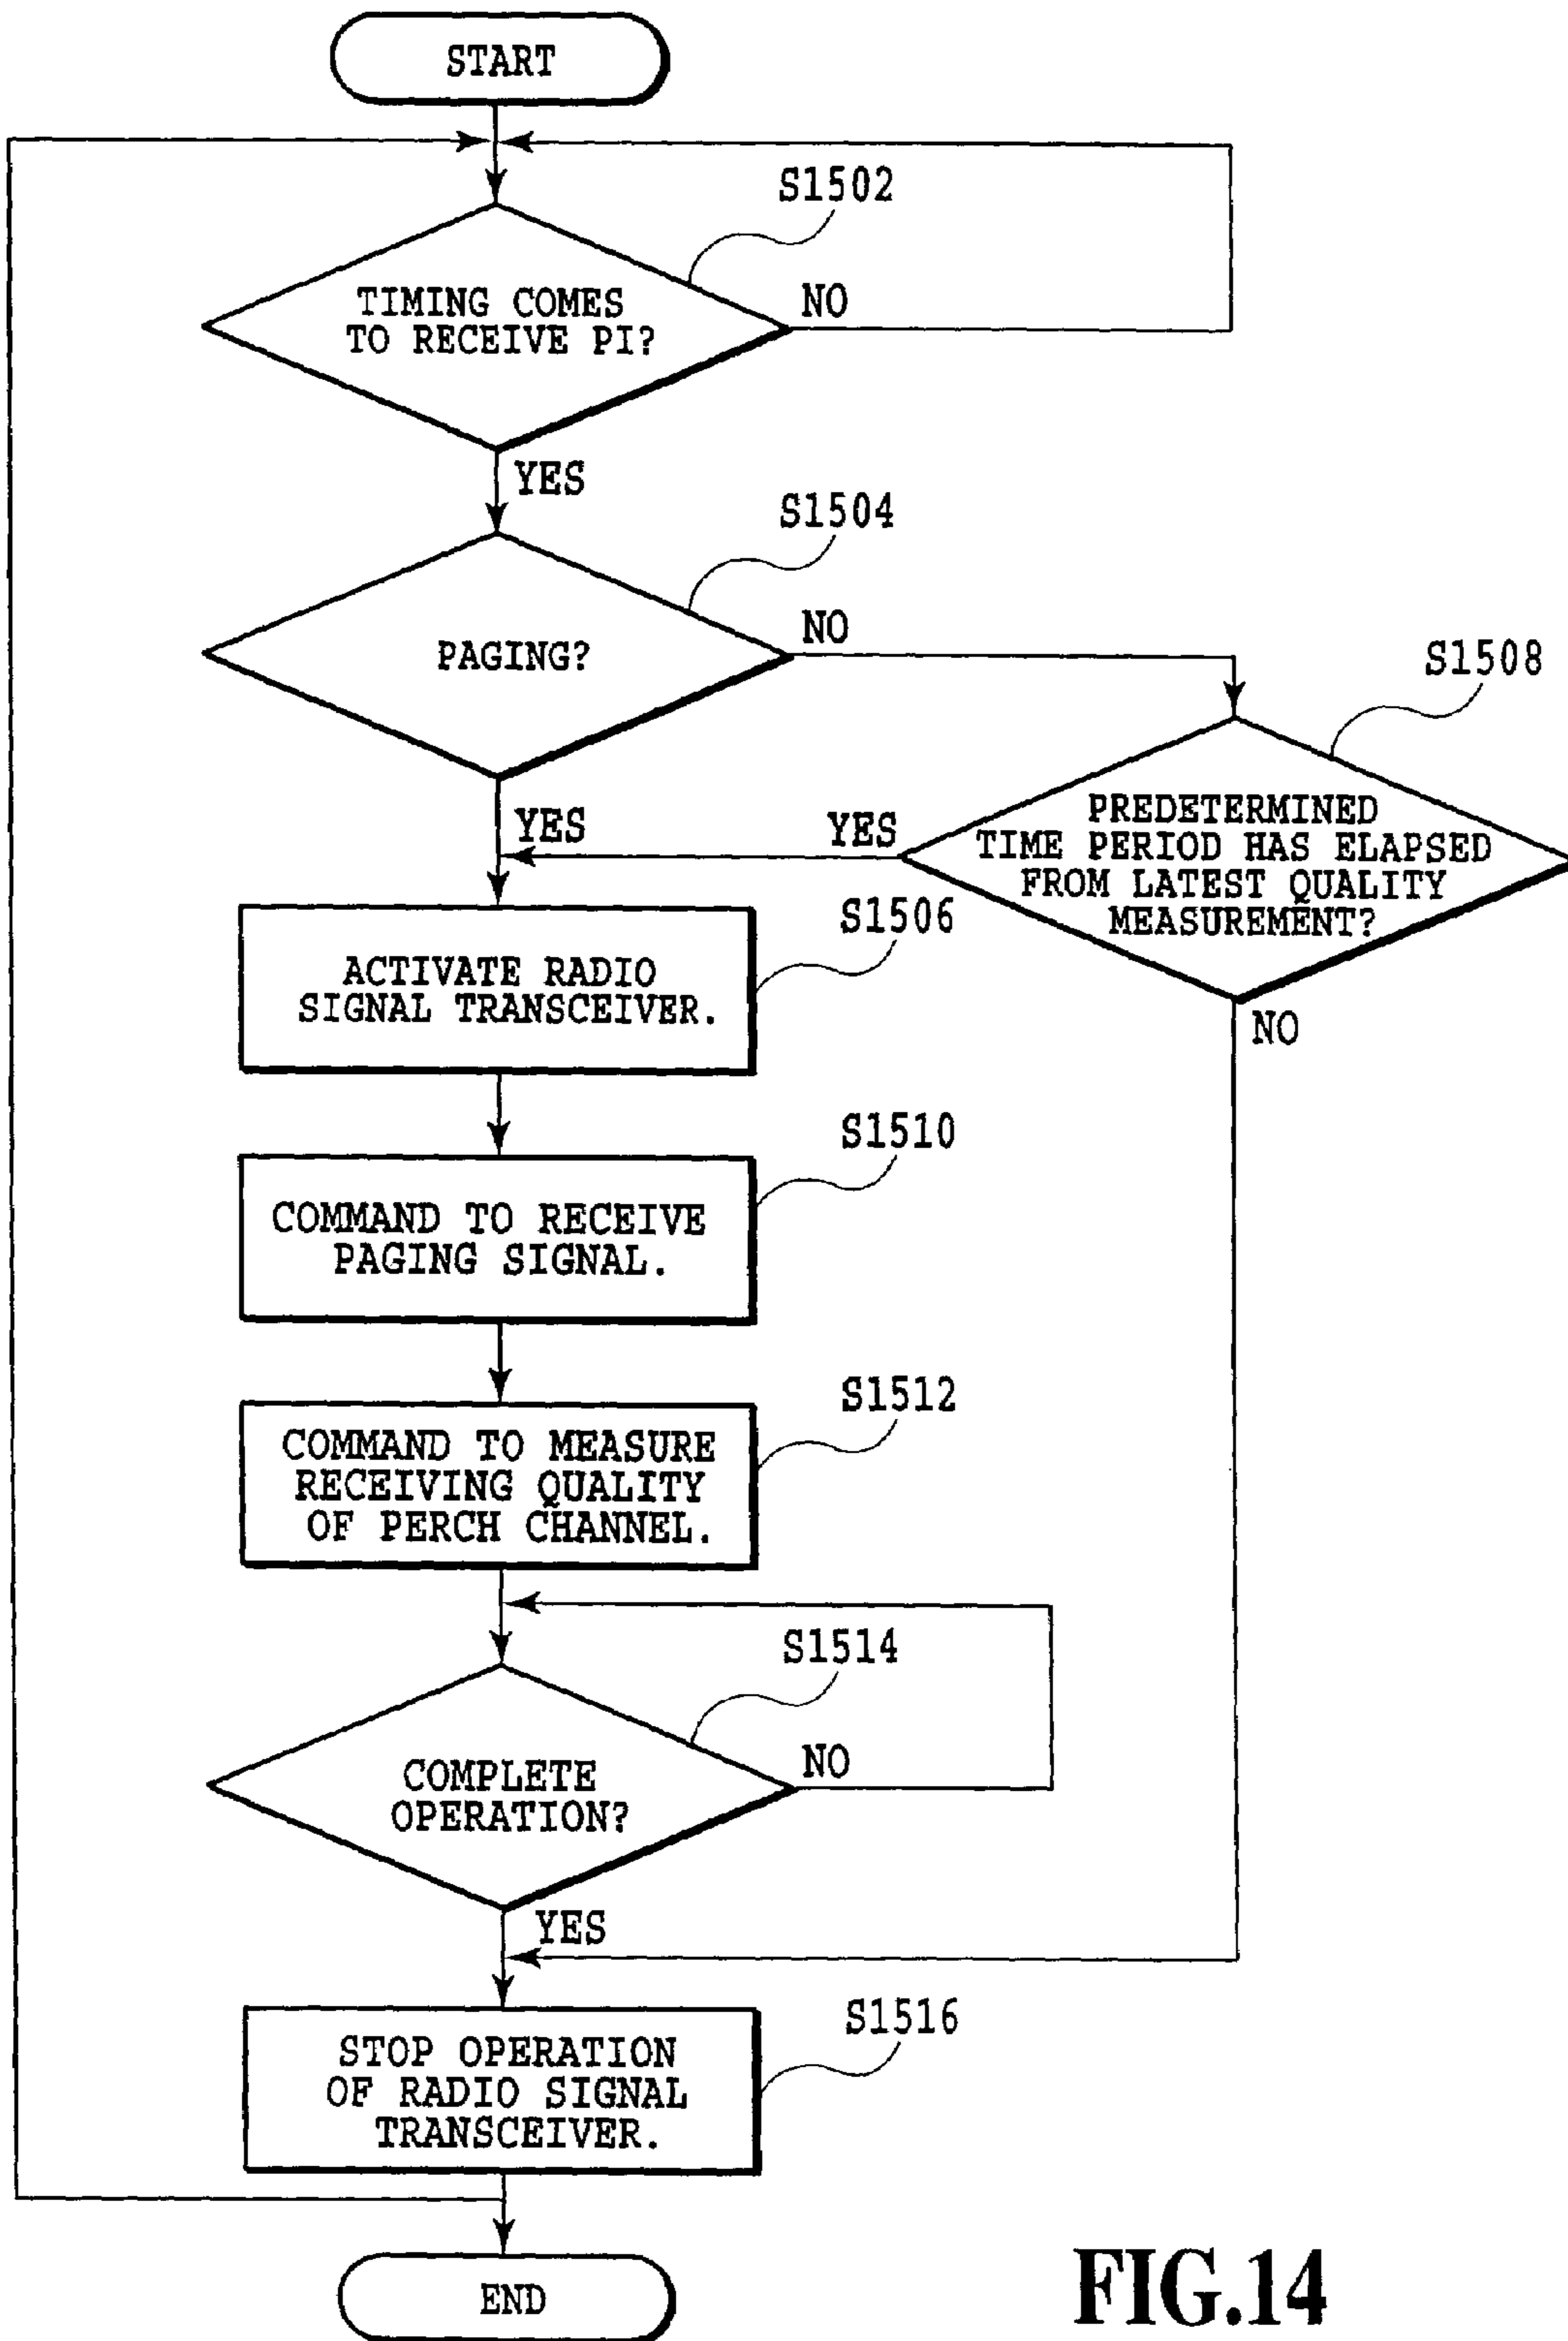 START
S1502
TIMING COMES
TO RECEIVE PI?
NO
YES
S1504
PAGING?
NO
S1508
YES
YES
PREDETERMINED
TIME PERIOD HAS ELAPSED
FROM LATEST QUALITY
MEASUREMENT?
NO
S1506
ACTIVATE RADIO
SIGNAL TRANSCEIVER.
S1510
COMMAND TO RECEIVE
PAGING SIGNAL.
S1512
COMMAND TO MEASURE
RECEIVING QUALITY
OF PERCH CHANNEL.
S1514
COMPLETE
OPERATION?
NO
YES
S1516
STOP OPERATION
OF RADIO SIGNAL
TRANSCEIVER.
END
FIG.14